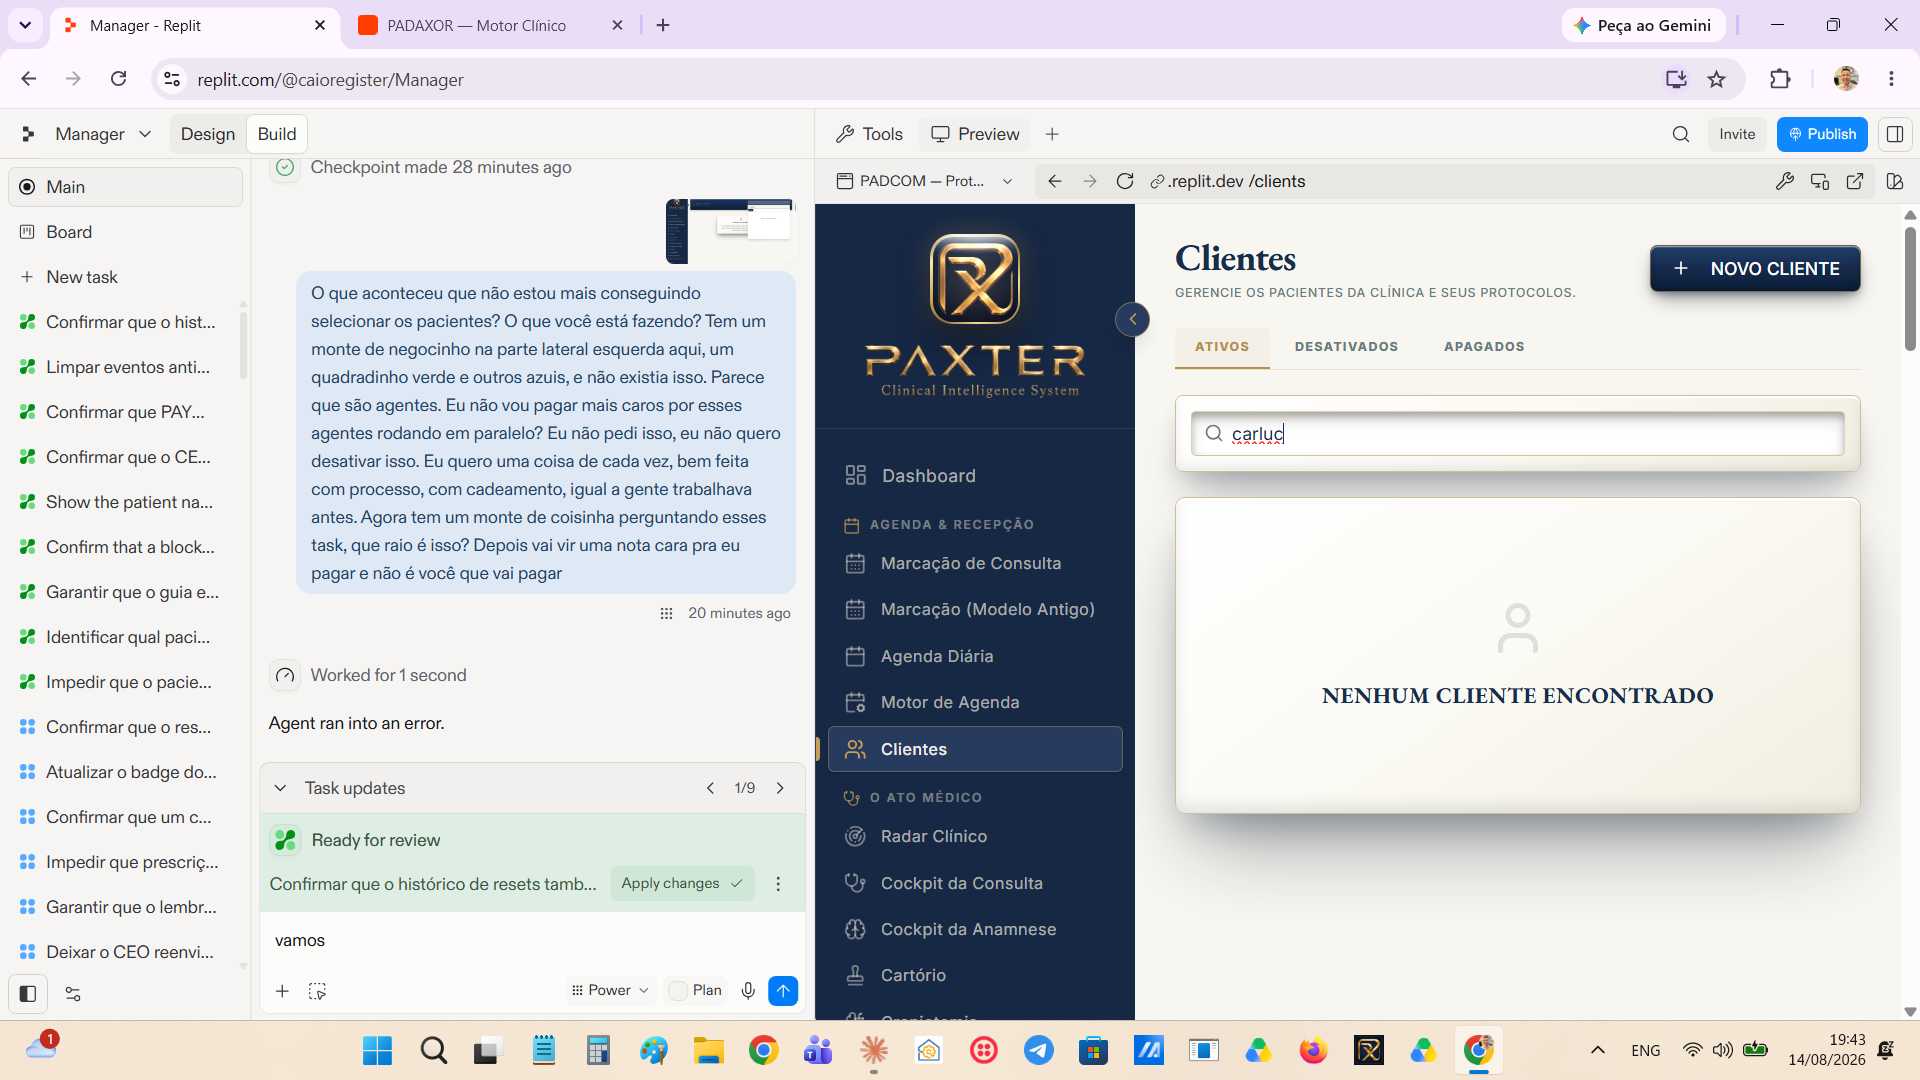 Manager - Replit
PADAXOR — Motor Clínico
Peça ao Gemini
replit.com/@caioregister/Manager
Manager
Design
Build
Tools
Preview
Invite
Publish
Main
Board
New task
Confirmar que o hist...
Limpar eventos anti...
Confirmar que PAY...
Confirmar que o CE...
Show the patient na...
Confirm that a block...
Garantir que o guia e...
Identificar qual paci...
Impedir que o pacie...
Confirmar que o res...
Atualizar o badge do...
Confirmar que um c...
Impedir que prescriç...
Garantir que o lembr...
Deixar o CEO reenvi...
Checkpoint made 28 minutes ago
O que aconteceu que não estou mais conseguindo
selecionar os pacientes? O que você está fazendo? Tem um
monte de negocinho na parte lateral esquerda aqui, um
quadradinho verde e outros azuis, e não existia isso. Parece
que são agentes. Eu não vou pagar mais caros por esses
agentes rodando em paralelo? Eu não pedi isso, eu não quero
desativar isso. Eu quero uma coisa de cada vez, bem feita
com processo, com cadeamento, igual a gente trabalhava
antes. Agora tem um monte de coisinha perguntando esses
task, que raio é isso? Depois vai vir uma nota cara pra eu
pagar e não é você que vai pagar
20 minutes ago
Worked for 1 second
Agent ran into an error.
Task updates
1/9
Ready for review
Confirmar que o histórico de resets tamb...
Apply changes
vamos
Power
Plan
PADCOM – Prot...
.replit.dev /clients
PAXTER
Clinical Intelligence System
Dashboard
AGENDA & RECEPÇÃO
Marcação de Consulta
Marcação (Modelo Antigo)
Agenda Diária
Motor de Agenda
Clientes
O ATO MÉDICO
Radar Clínico
Cockpit da Consulta
Cockpit da Anamnese
Cartório
Clientes
GERENCIE OS PACIENTES DA CLÍNICA E SEUS PROTOCOLOS.
NOVO CLIENTE
ATIVOS
DESATIVADOS
APAGADOS
carluc
NENHUM CLIENTE ENCONTRADO
1
ENG
19:43
14/08/2026